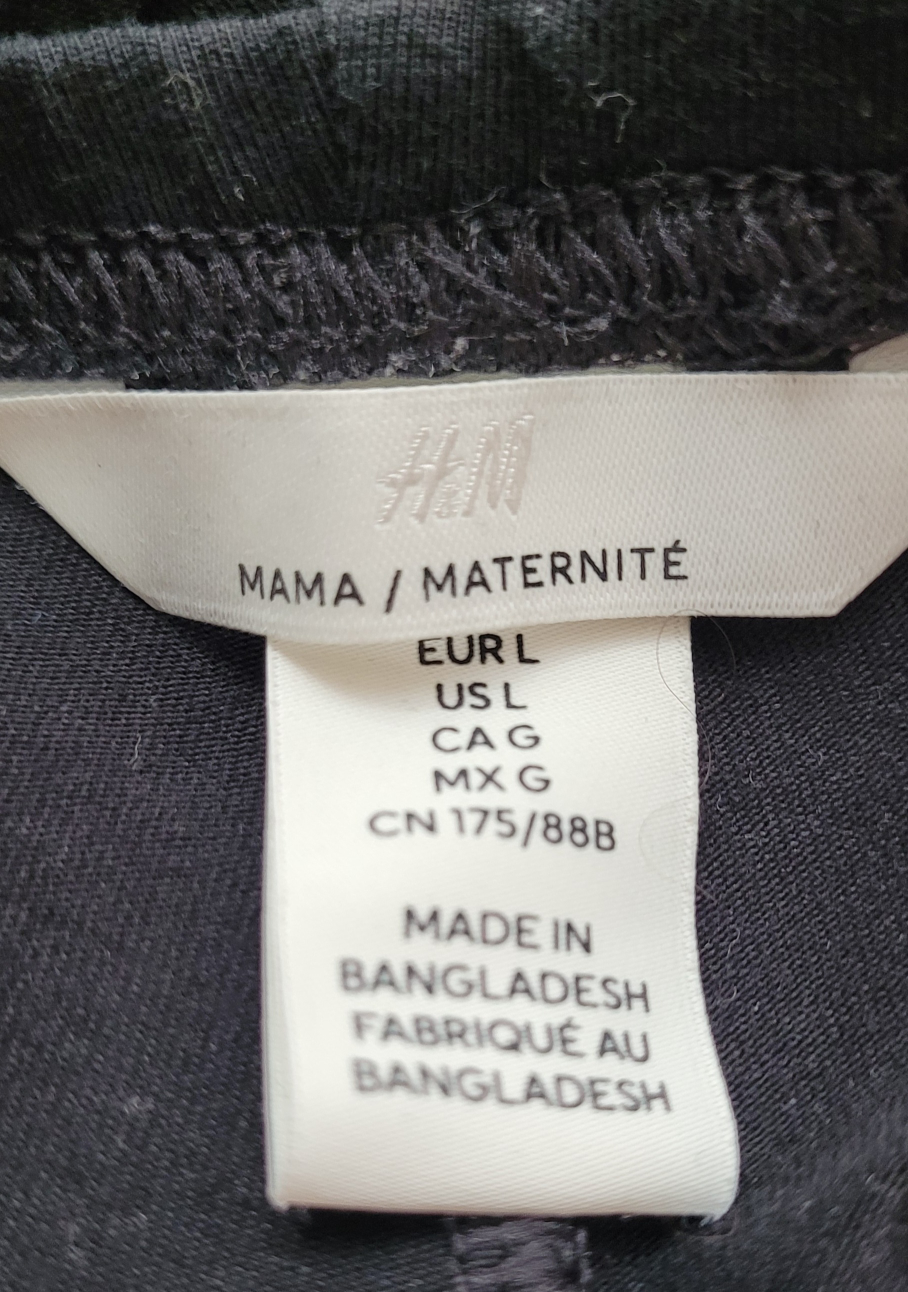 H&M
MAMA / MATERNITÉ
EUR L
US L
CA G
MX G
CN 175/88B
MADE IN
BANGLADESH
FABRIQUÉ AU
BANGLADESH